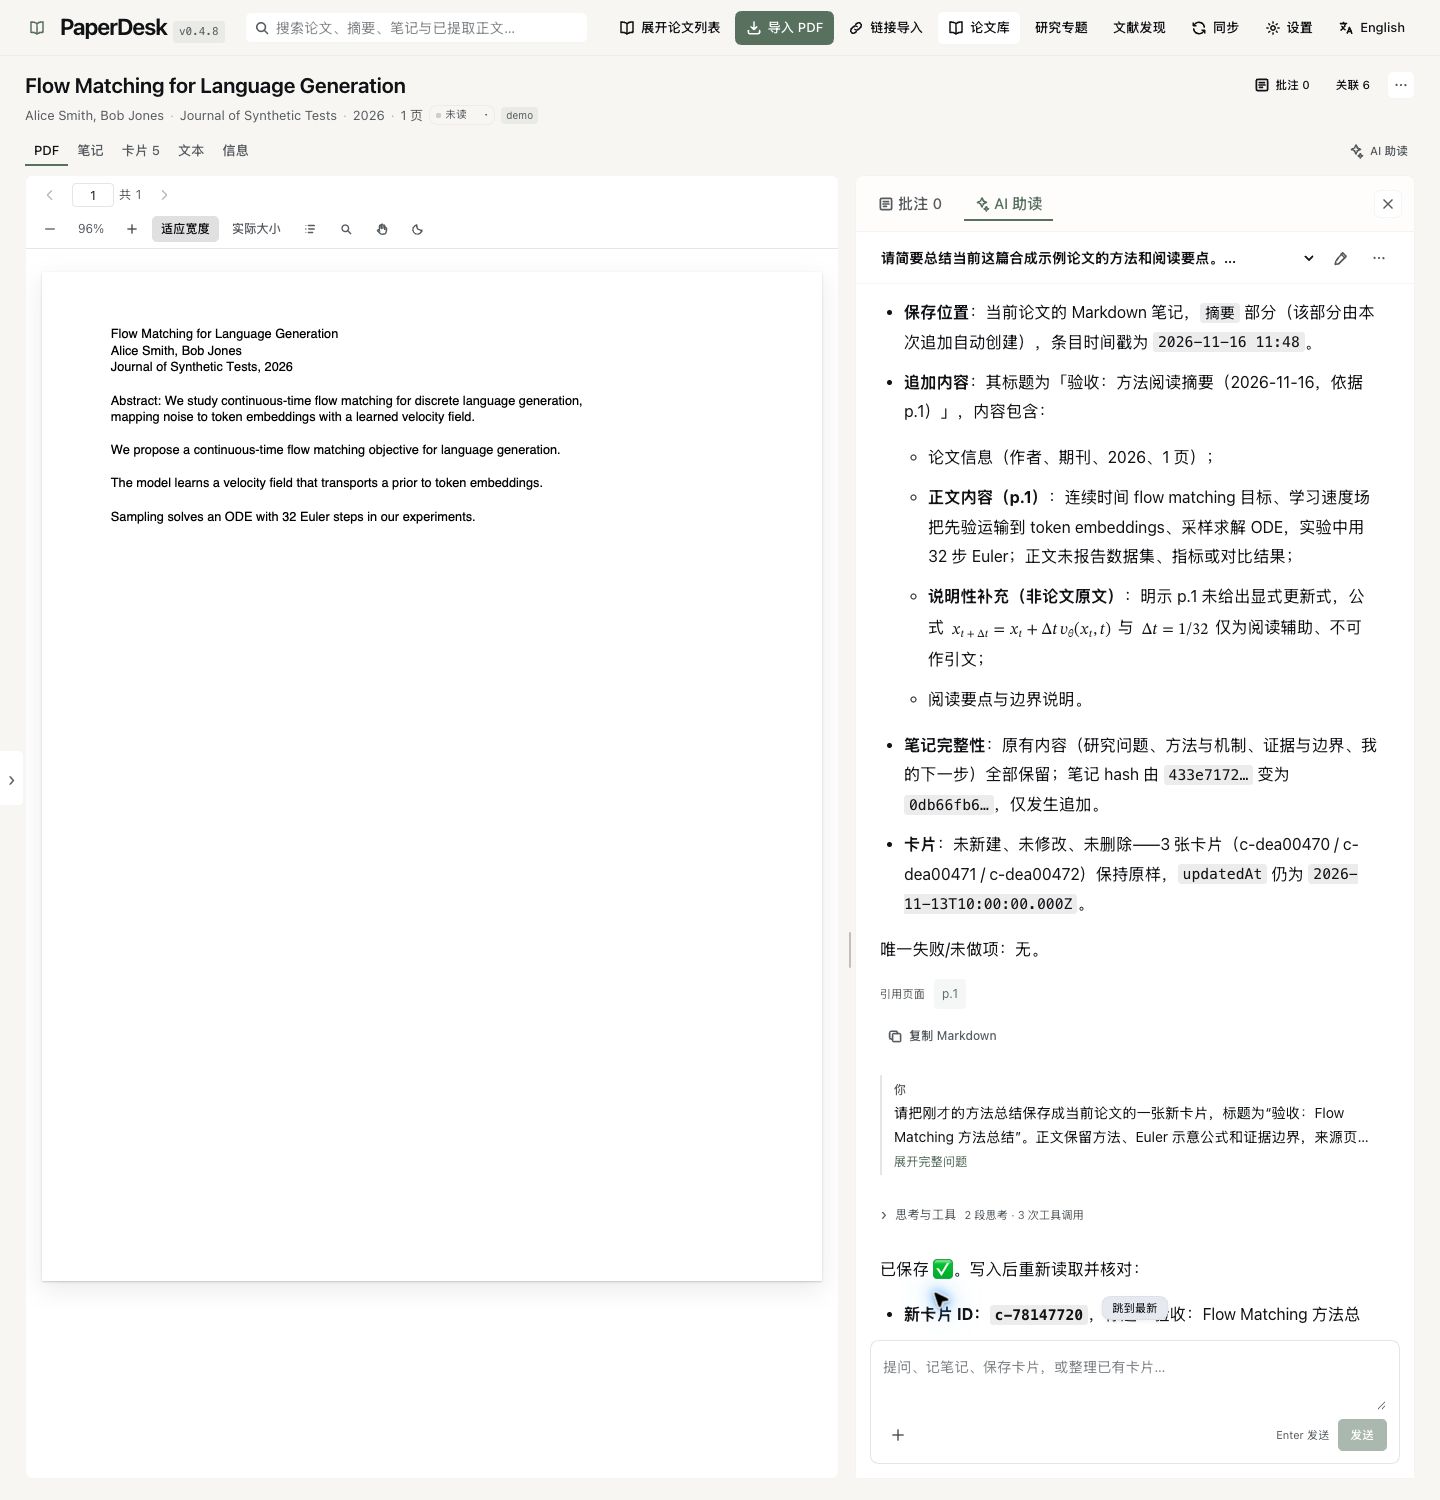 PaperDesk v0.4.8
搜索论文、摘要、笔记与已提取正文...
展开论文列表 导入 PDF 链接导入 论文库 研究专题 文献发现 同步 设置 English
Flow Matching for Language Generation
批注 0 关联 6
Alice Smith, Bob Jones · Journal of Synthetic Tests · 2026 · 1 页 未读 demo
PDF 笔记 卡片 5 文本 信息
AI 助读
1 共 1
96% 适应宽度 实际大小
Flow Matching for Language Generation
Alice Smith, Bob Jones
Journal of Synthetic Tests, 2026
Abstract: We study continuous-time flow matching for discrete language generation,
mapping noise to token embeddings with a learned velocity field.
We propose a continuous-time flow matching objective for language generation.
The model learns a velocity field that transports a prior to token embeddings.
Sampling solves an ODE with 32 Euler steps in our experiments.
批注 0 AI 助读
请简要总结当前这篇合成示例论文的方法和阅读要点。...
保存位置：当前论文的 Markdown 笔记，摘要 部分（该部分由本
次追加自动创建），条目时间戳为 2026-11-16 11:48。
追加内容：其标题为「验收：方法阅读摘要（2026-11-16，依据
p.1）」，内容包含：
论文信息（作者、期刊、2026、1 页）；
正文内容（p.1）：连续时间 flow matching 目标、学习速度场
把先验运输到 token embeddings、采样求解 ODE，实验中用
32 步 Euler；正文未报告数据集、指标或对比结果；
说明性补充（非论文原文）：明示 p.1 未给出显式更新式，公
式 x_{t+Δt} = x_t + Δt v_θ(x_t, t) 与 Δt = 1/32 仅为阅读辅助、不可
作引文；
阅读要点与边界说明。
笔记完整性：原有内容（研究问题、方法与机制、证据与边界、我
的下一步）全部保留；笔记 hash 由 433e7172… 变为
0db66fb6…，仅发生追加。
卡片：未新建、未修改、未删除——3 张卡片（c-dea00470 / c-
dea00471 / c-dea00472）保持原样，updatedAt 仍为 2026-
11-13T10:00:00.000Z。
唯一失败/未做项：无。
引用页面 p.1
复制 Markdown
你
请把刚才的方法总结保存成当前论文的一张新卡片，标题为“验收：Flow
Matching 方法总结”。正文保留方法、Euler 示意公式和证据边界，来源页...
展开完整问题
思考与工具 2 段思考 · 3 次工具调用
已保存 ✅。写入后重新读取并核对：
新卡片 ID：c-78147720，
跳到最新
收：Flow Matching 方法总
提问、记笔记、保存卡片，或整理已有卡片...
Enter 发送 发送